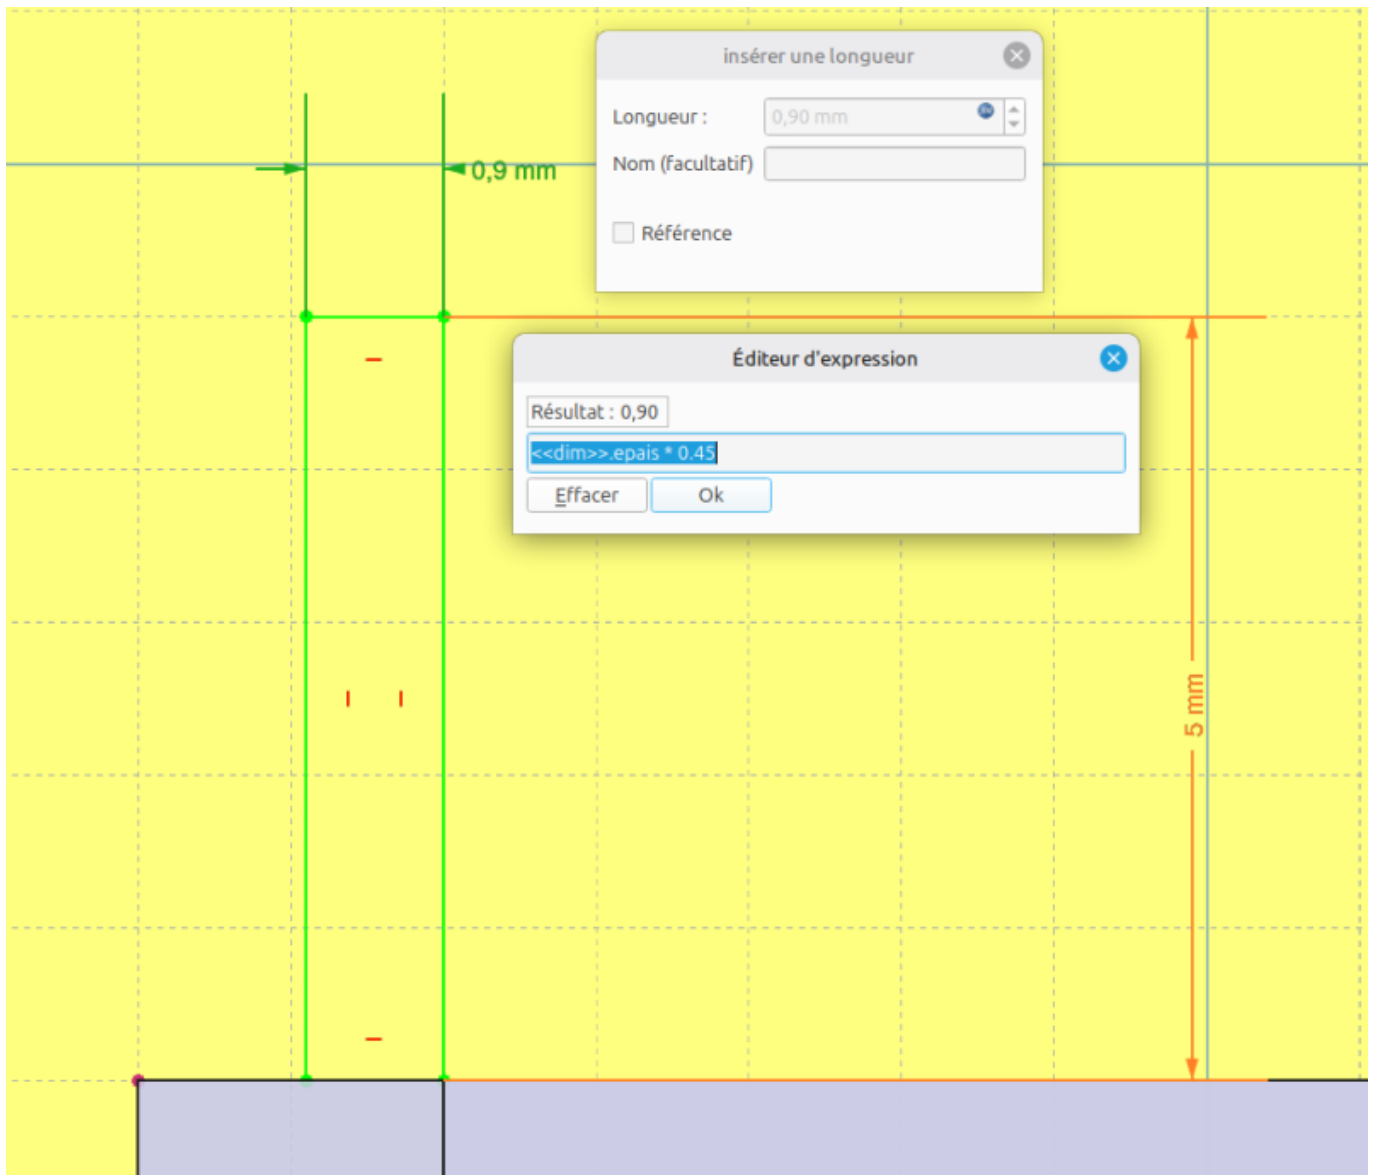 insérer une longueur
Longueur :
0,90 mm
Nom (facultatif)
Référence
0,9 mm
Éditeur d'expression
Résultat : 0,90
<<dim>>.epais * 0.45
Effacer
Ok
5 mm